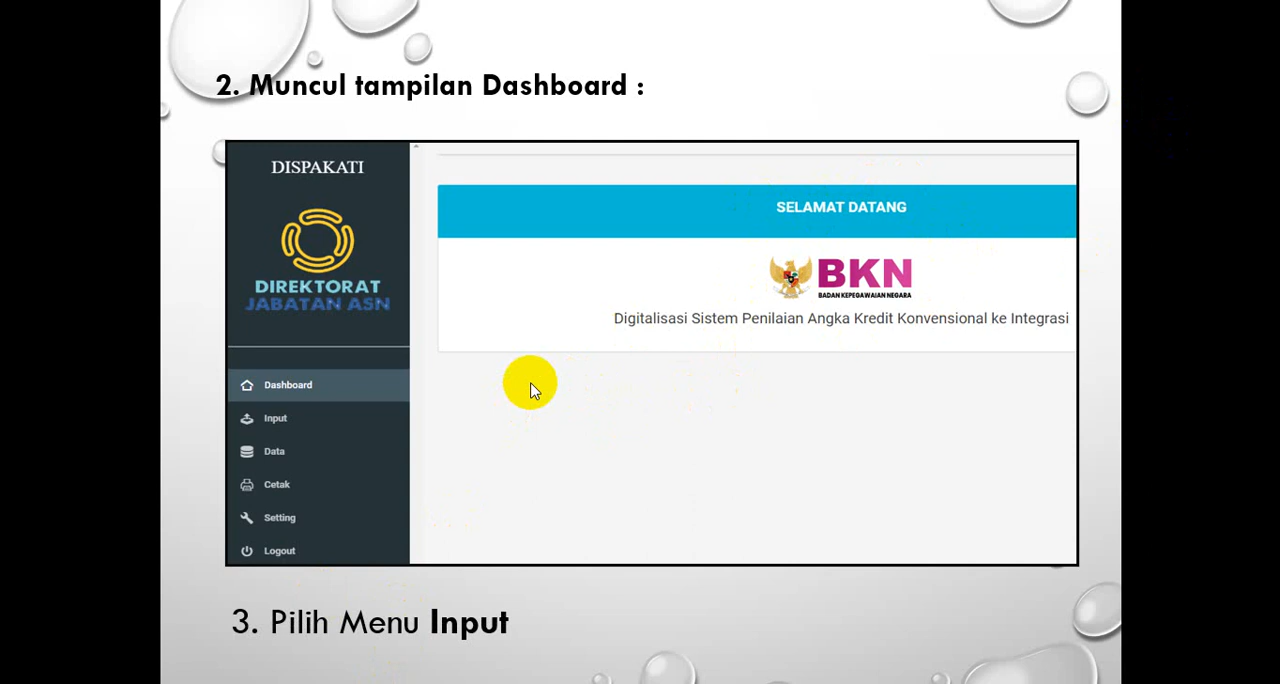 2. Muncul tampilan Dashboard :
DISPAKATI
DIREKTORAT
JABATAN ASN
Dashboard
Input
Data
Cetak
Setting
Logout
SELAMAT DATANG
BKN
BADAN KEPEGAWAIAN NEGARA
Digitalisasi Sistem Penilaian Angka Kredit Konvensional ke Integrasi
3. Pilih Menu Input